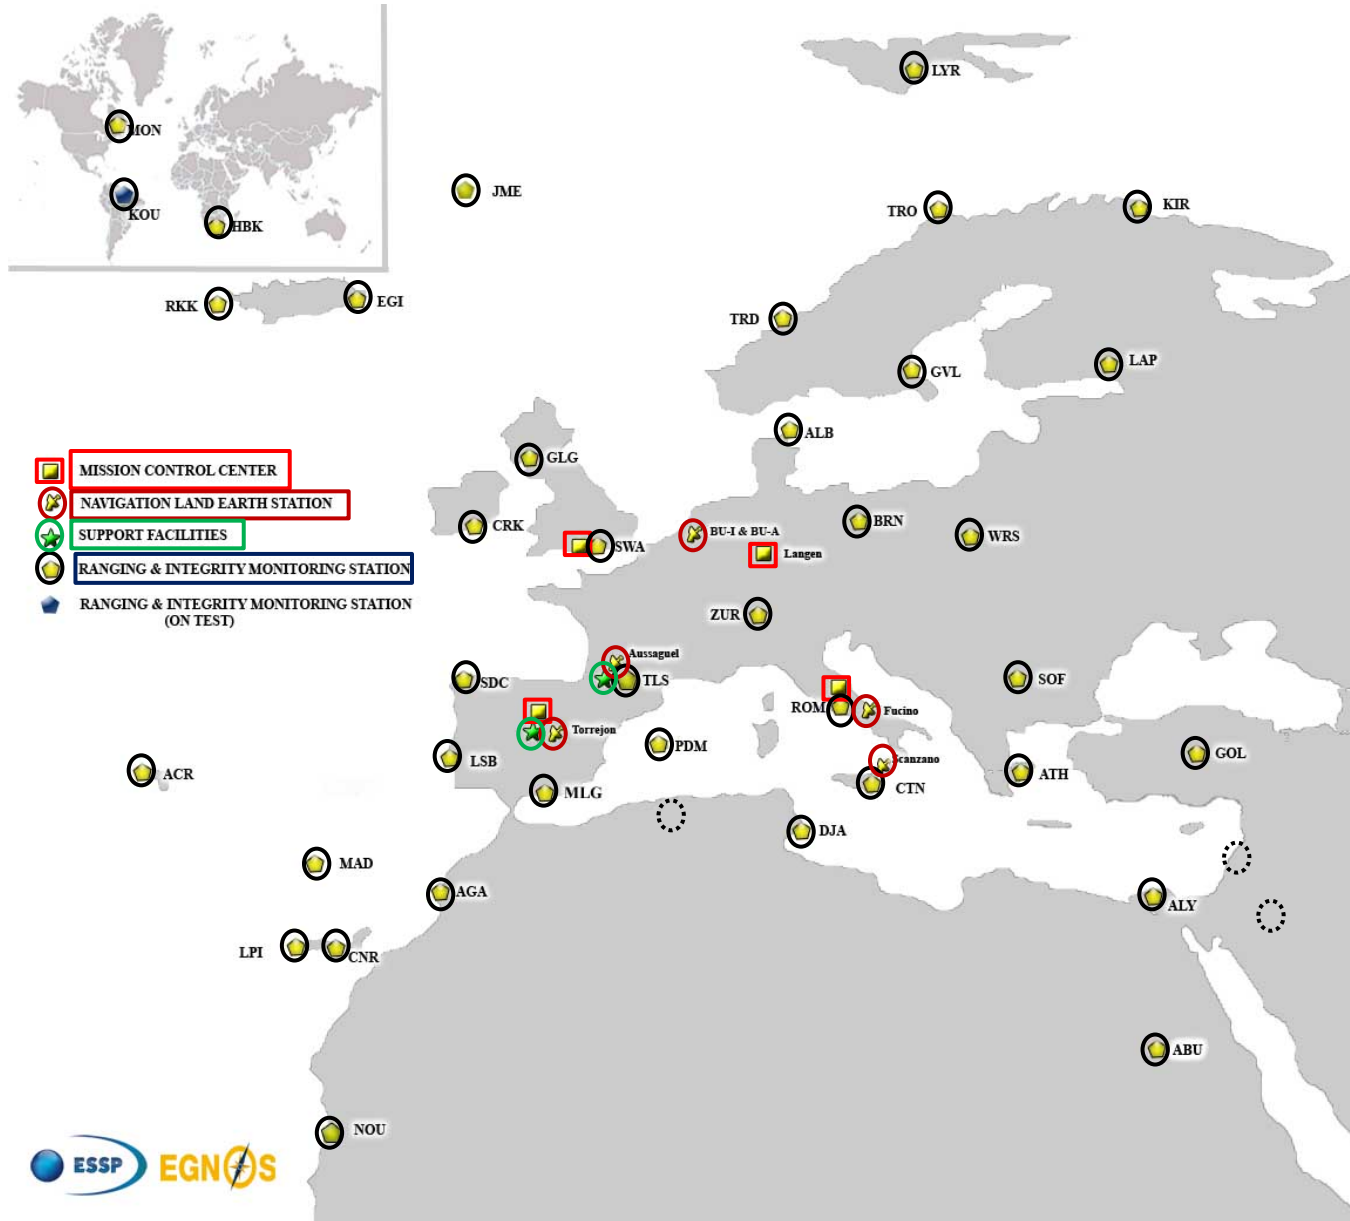 LYR
MON
KOU
HBK
JME
TRO
KIR
RKK
EGI
TRD
GVL
LAP
ALB
GLG
MISSION CONTROL CENTER
NAVIGATION LAND EARTH STATION
SUPPORT FACILITIES
RANGING & INTEGRITY MONITORING STATION
RANGING & INTEGRITY MONITORING STATION
(ON TEST)
CRK
SWA
BU-I & BU-A
Langen
BRN
WRS
ZUR
Aussaguel
TLS
SDC
SOF
ROM
Fucino
Torrejon
PDM
LSB
Scanzano
GOL
ACR
MLG
CTN
ATH
DJA
MAD
AGA
ALY
LPI
CNR
ABU
NOU
ESSP
EGNOS